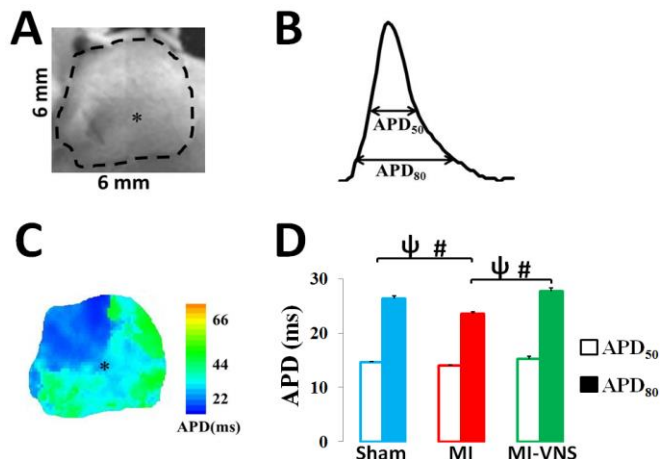 A
6 mm
*
6 mm
B
APD50
APD80
C
*
66
44
22
APD(ms)
D
ψ #
ψ #
30
20
10
0
APD (ms)
Sham
MI
MI-VNS
APD50
APD80